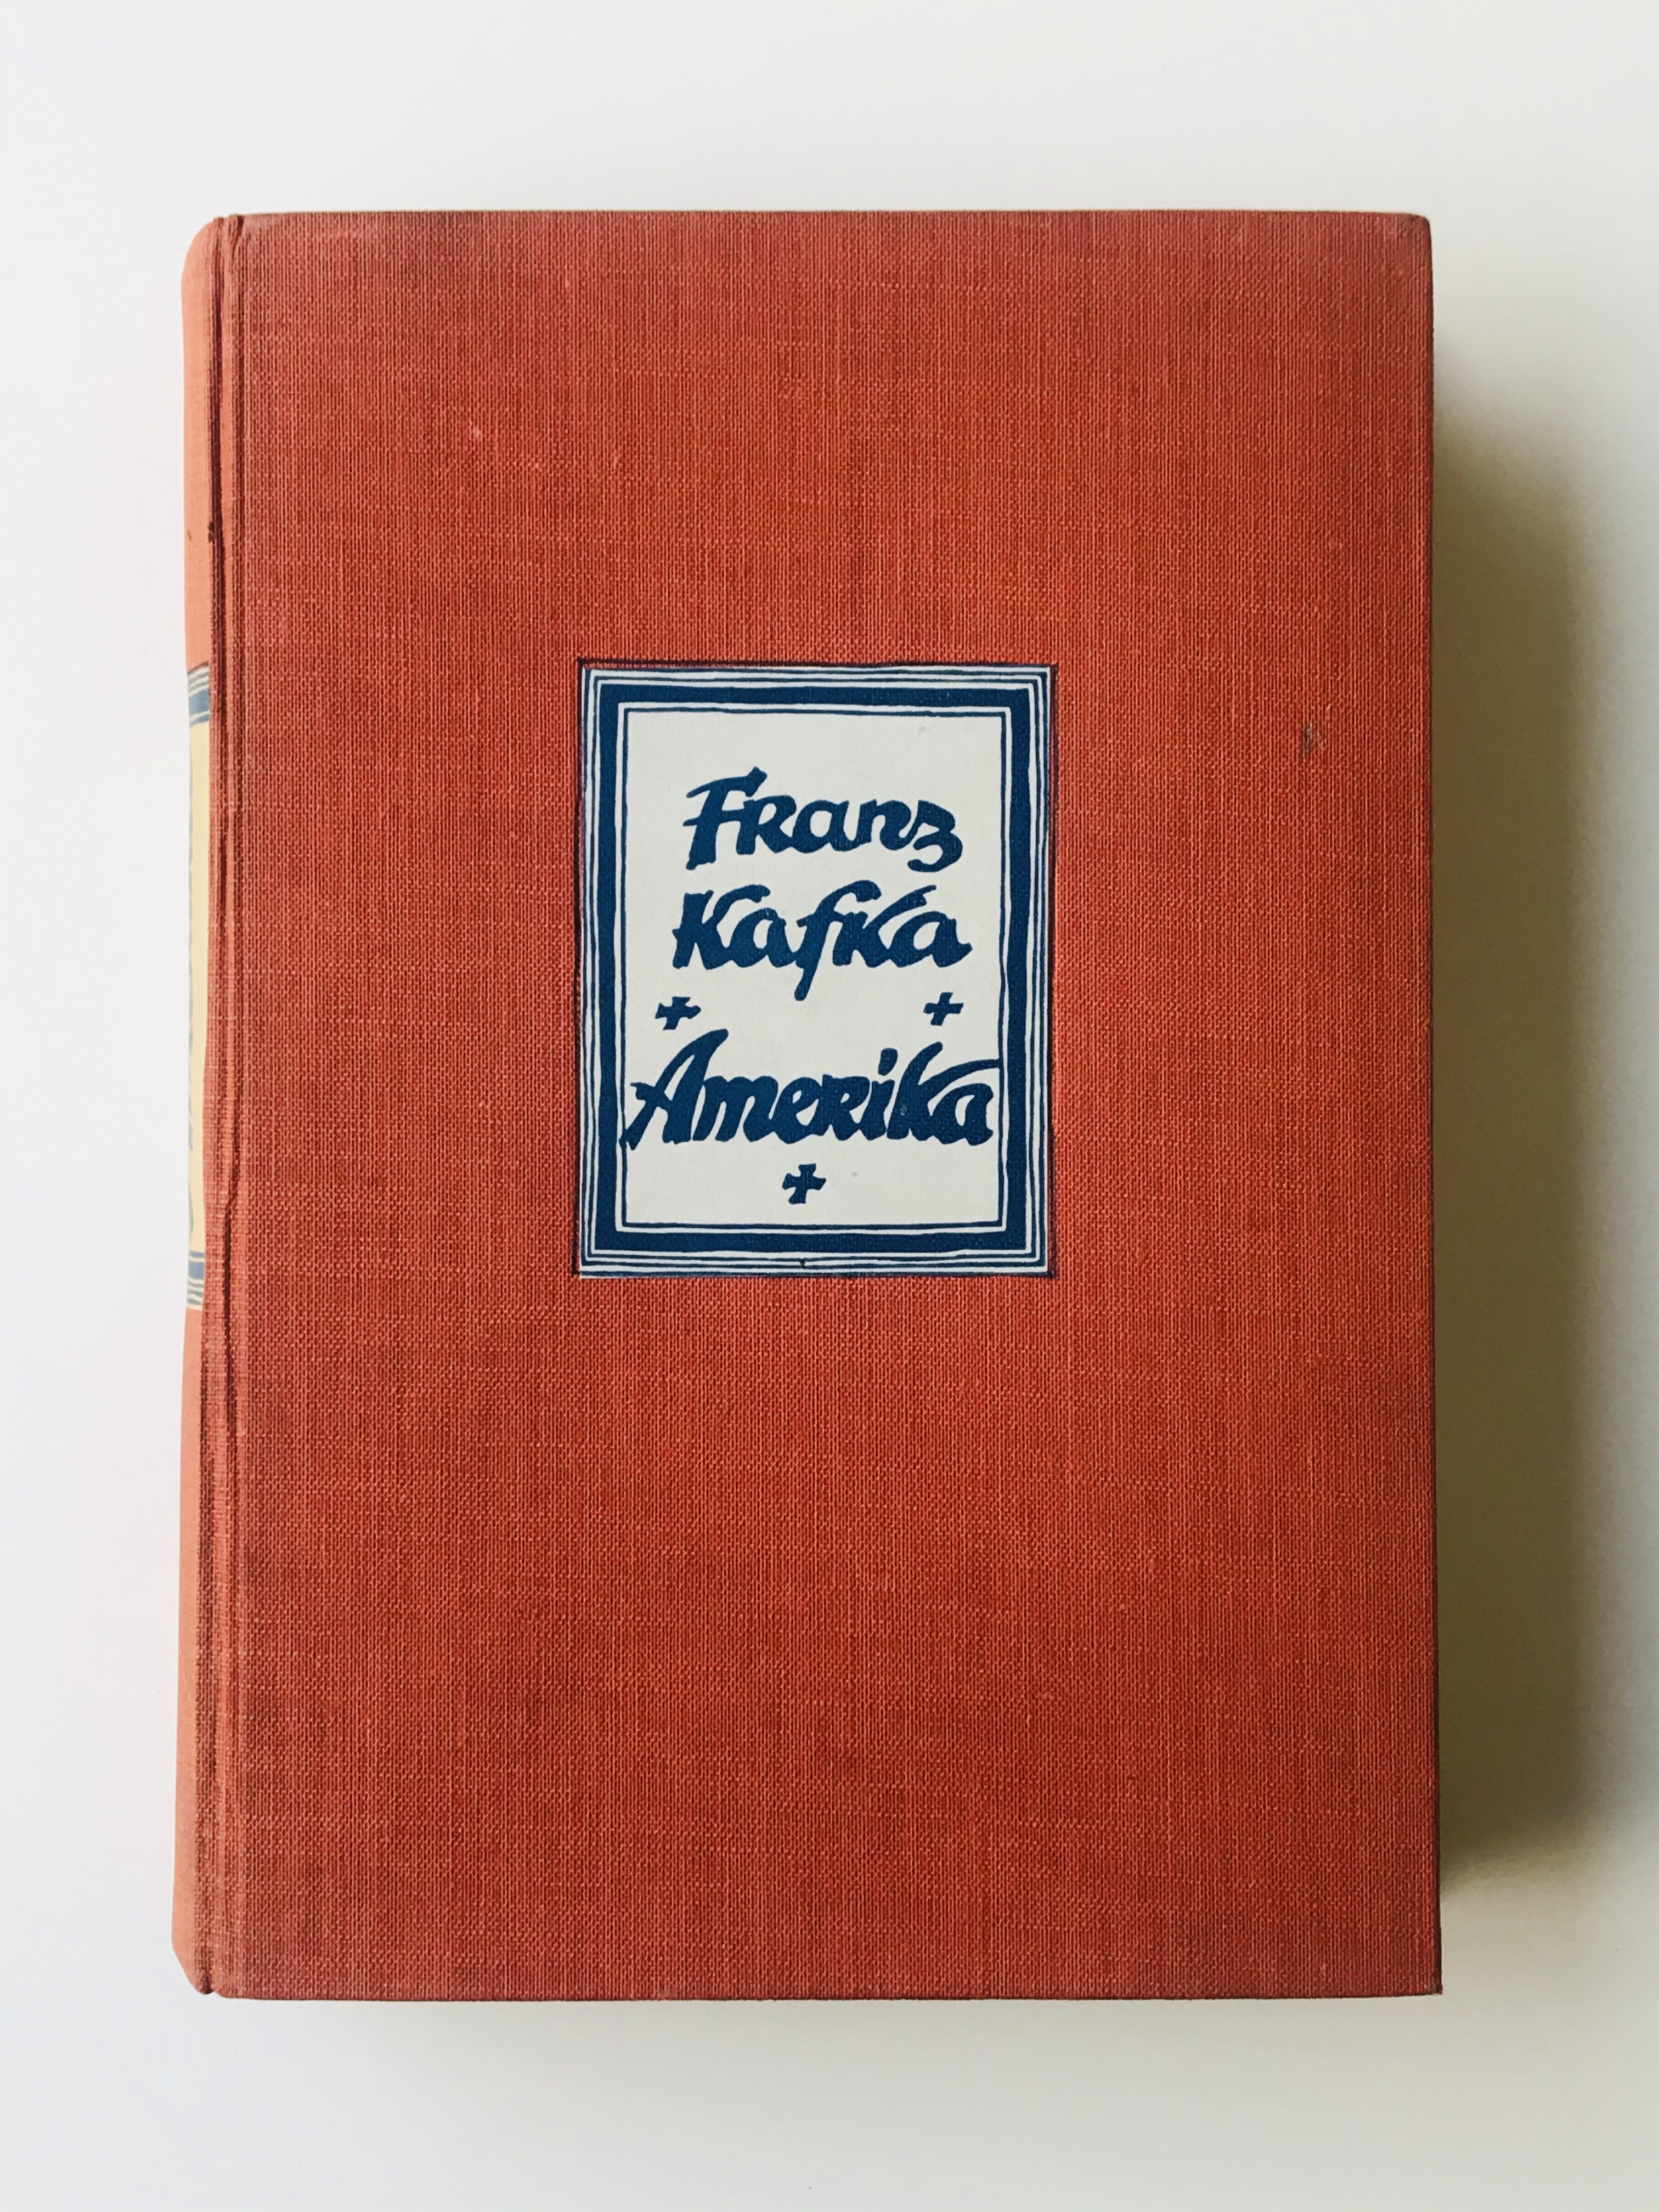 Franz
Kafka
+ +
Amerika
+